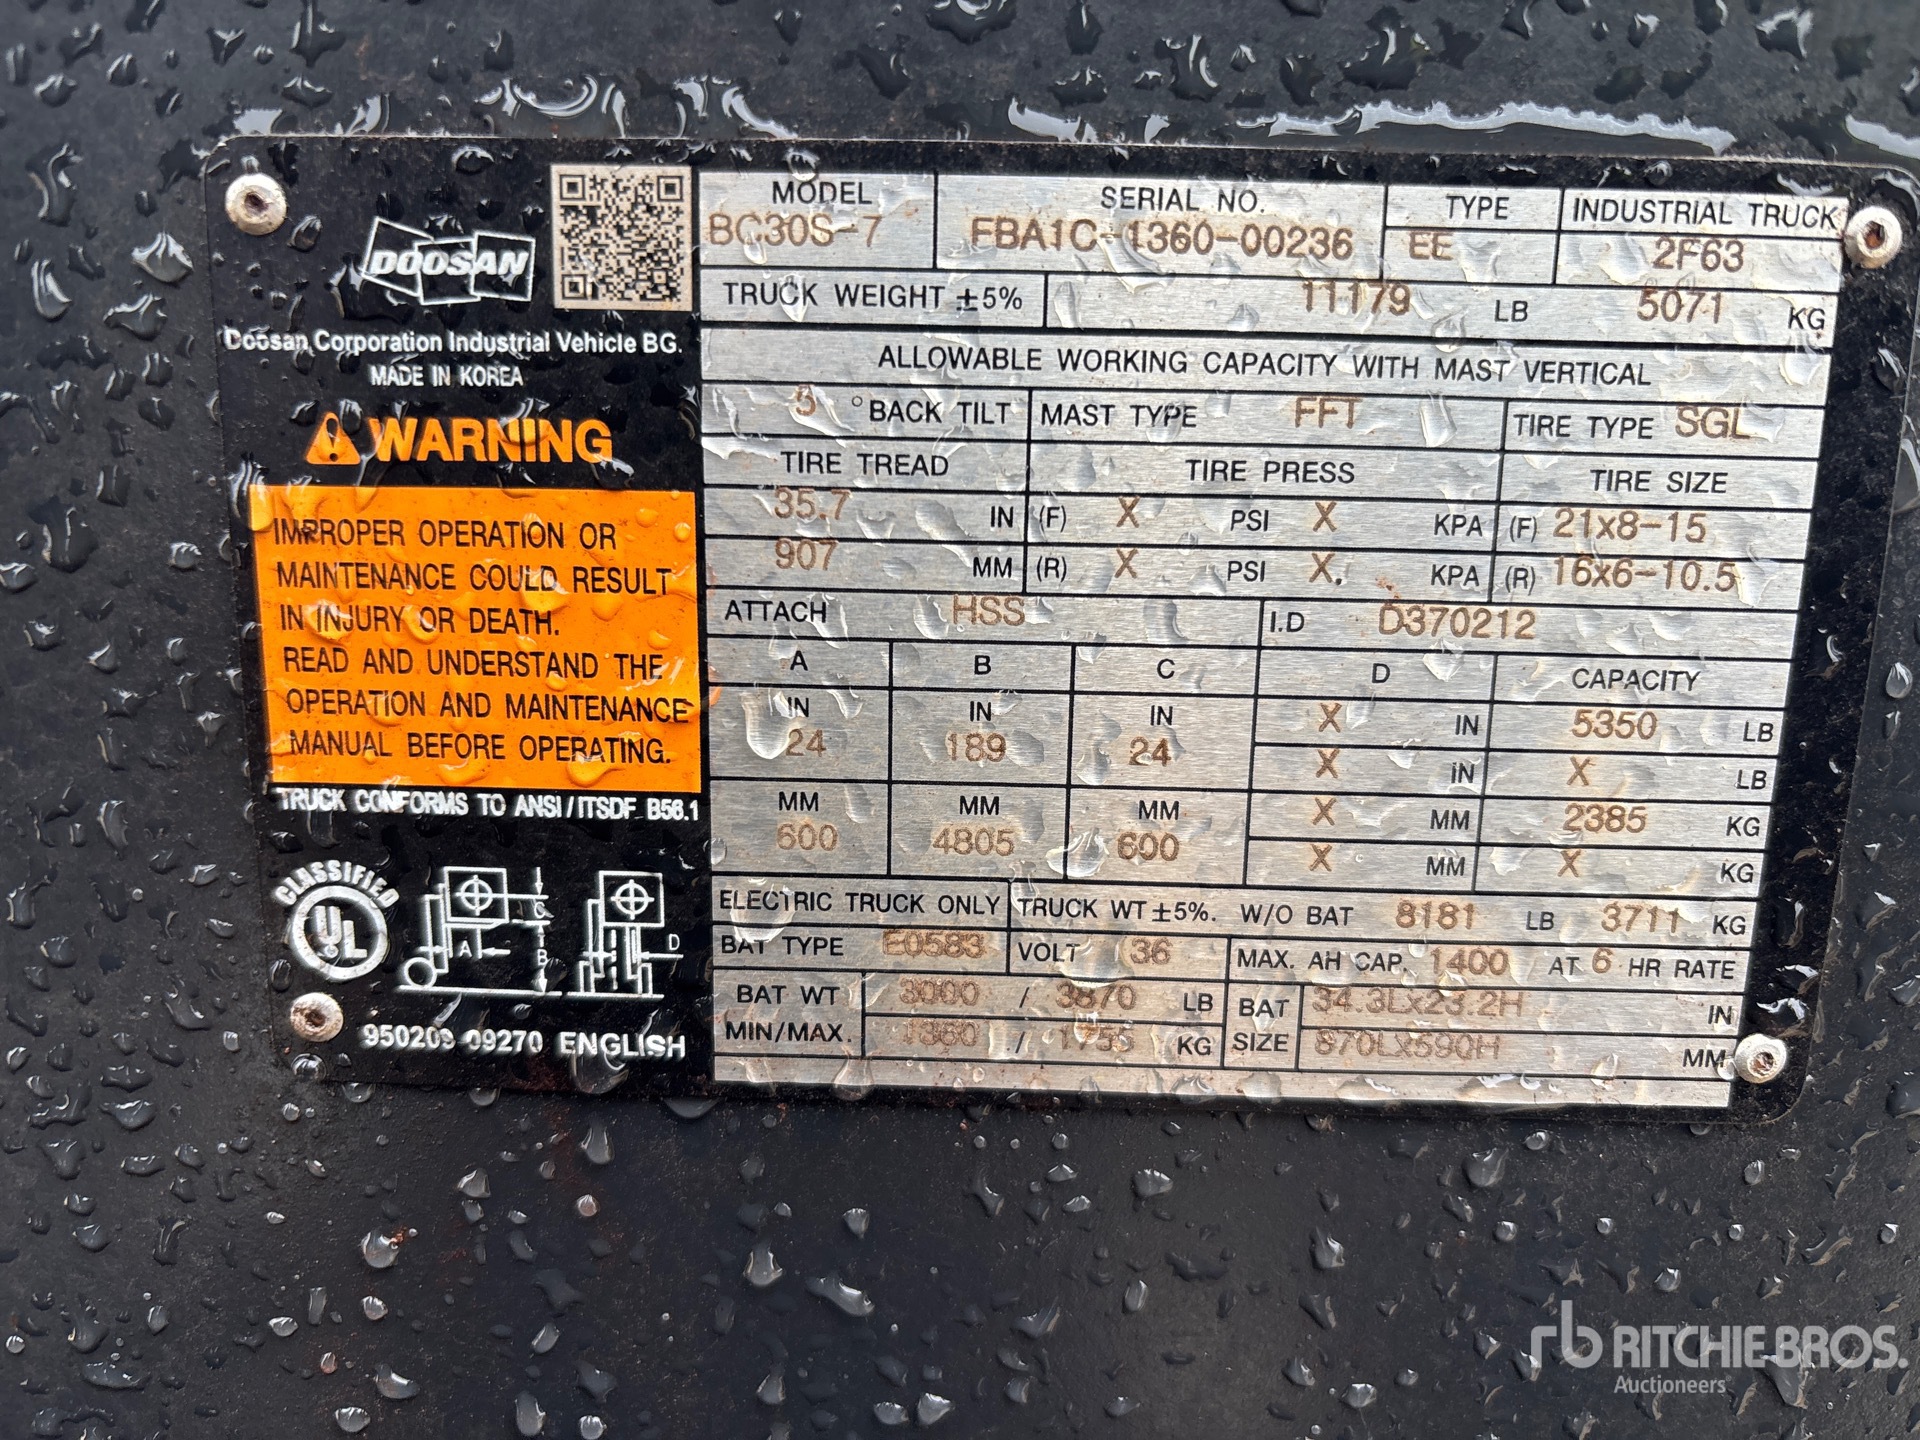 DOOSAN
Doosan Corporation Industrial Vehicle BG.
MADE IN KOREA
WARNING
IMPROPER OPERATION OR
MAINTENANCE COULD RESULT
IN INJURY OR DEATH.
READ AND UNDERSTAND THE
OPERATION AND MAINTENANCE
MANUAL BEFORE OPERATING.
TRUCK CONFORMS TO ANSI/ITSDF B56.1
CLASSIFIED
UL
A B C D
950209 09270 ENGLISH
MODEL SERIAL NO. TYPE INDUSTRIAL TRUCK
BC30S-7 FBA1C-1360-00236 EE 2F63
TRUCK WEIGHT ±5% 11179 LB 5071 KG
ALLOWABLE WORKING CAPACITY WITH MAST VERTICAL
° BACK TILT MAST TYPE FFT TIRE TYPE SGL
TIRE TREAD TIRE PRESS TIRE SIZE
35.7 IN (F) X PSI X KPA (F) 21x8-15
907 MM (R) X PSI X. KPA (R) 16x6-10.5
ATTACH HSS I.D D370212
A B C D CAPACITY
IN IN IN X IN 5350 LB
24 189 24 X iN X LB
MM MM MM X MM 2385 KG
600 4805 600 X MM X KG
ELECTRIC TRUCK ONLY TRUCK WT ±5%. W/O BAT 8181 LB 3711 KG
BAT TYPE E0583 VOLT 36 MAX. AH CAP. 1400 AT 6 HR RATE
BAT WT 3000 / 3870 LB BAT 34.3Lx23.2H IN
MIN/MAX. 1360 / 1755 KG SIZE 870Lx590H MM
rb RITCHIE BROS.
Auctioneers